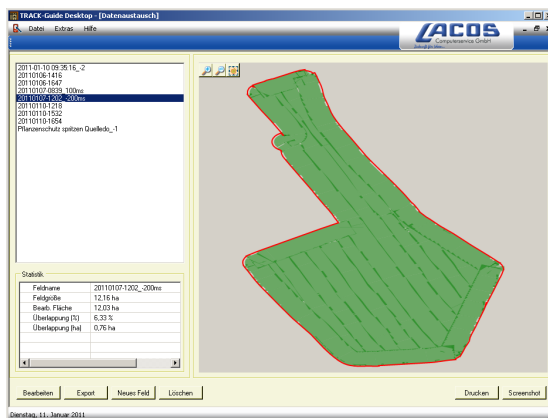 TRACK-Guide Desktop - [Datenaustausch]
Datei Extras Hilfe
LACOS
Computerservice GmbH
2011-01-10 09:35:16_-2
20110106-1416
20110106-1647
20110107-0839_100ms
20110107-1202_-200ms
20110110-1218
20110110-1532
20110110-1654
Pflanzenschutz spritzen Quelledo_-1
Statistik
Feldname 20110107-1202_-200ms
Feldgröße 12,16 ha
Bearb. Fläche 12,03 ha
Überlappung (%) 6,33 %
Überlappung (ha) 0,76 ha
Bearbeiten Export Neues Feld Löschen Drucken Screenshot
Dienstag, 11. Januar 2011